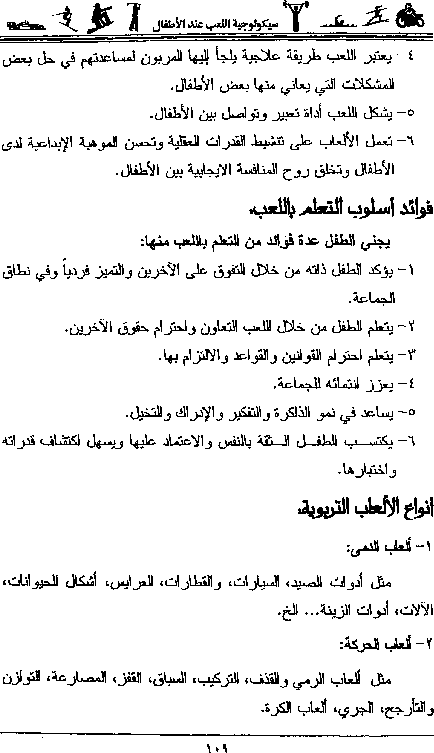 سيكولوجية اللعب عند الأطفال
٤- يعتبر اللعب طريقة علاجية يلجأ إليها المربون لمساعدتهم في حل بعض
المشكلات التي يعاني منها بعض الأطفال.
٥- يشكل اللعب أداة تعبير وتواصل بين الأطفال.
٦- تعمل الألعاب على تنشيط القدرات العقلية وتحسن الموهبة الإبداعية لدى
الأطفال وتخلق روح المنافسة الايجابية بين الأطفال.
فوائد أسلوب التعلم باللعب،
يجني الطفل عدة فوائد من التعلم باللعب منها:
١- يؤكد الطفل ذاته من خلال التفوق على الآخرين والتميز فردياً وفي نطاق
الجماعة.
٢- يتعلم الطفل من خلال اللعب التعاون واحترام حقوق الآخرين.
٣- يتعلم احترام القوانين والقواعد والالتزام بها.
٤- يعزز انتمائه للجماعة.
٥- يساعد في نمو الذاكرة والتفكير والإدراك والتخيل.
٦- يكتسب الطفل الثقة بالنفس والاعتماد عليها ويسهل اكتشاف قدراته
واختبارها.
أنواع الألعاب التربوية،
١- ألعاب الدمى:
مثل أدوات الصيد، السيارات، والقطارات، العرايس، أشكال الحيوانات،
الآلات، أدوات الزينة... الخ.
٢- ألعاب الحركة:
مثل ألعاب الرمي والقذف، التركيب، السباق، القفز، المصارعة، التوازن
والتأرجح، الجري، ألعاب الكرة.
١٠٩